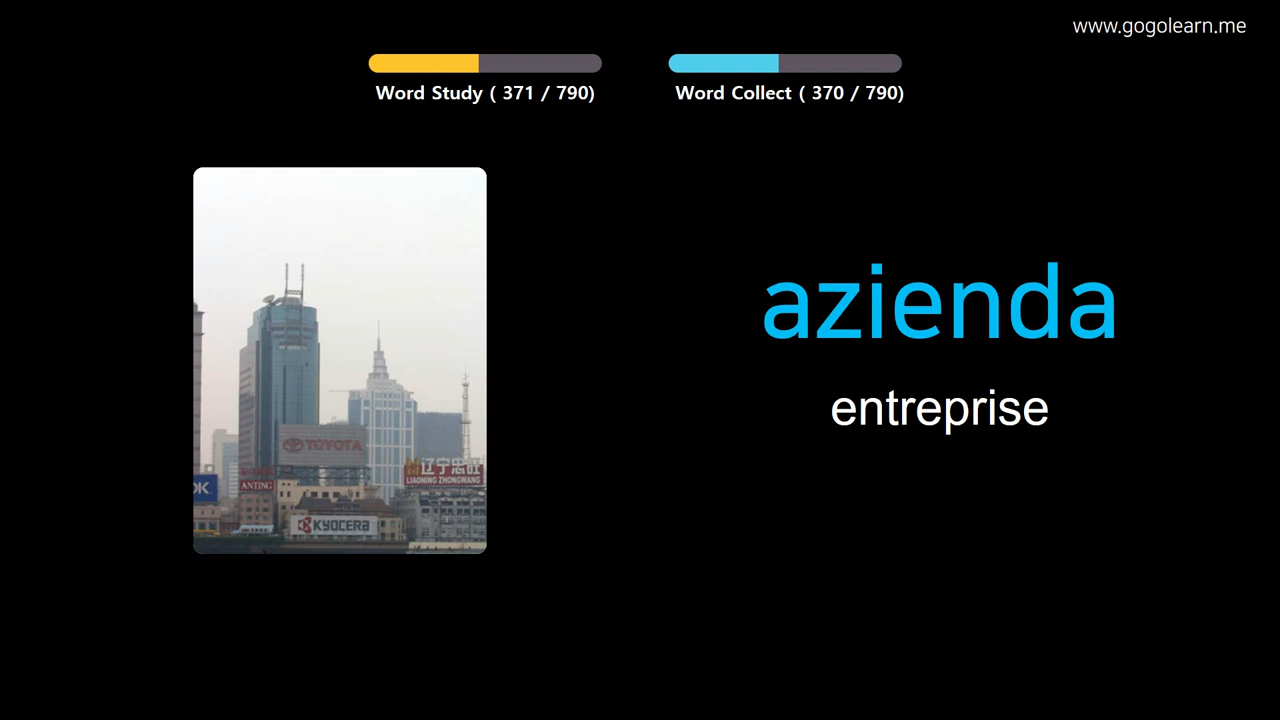 www.gogolearn.me
Word Study ( 371 / 790)
Word Collect ( 370 / 790)
azienda
entreprise
TOYOTA
辽宁忠旺
LIAONING ZHONGWANG
OK.
ANTING
KYOCERA